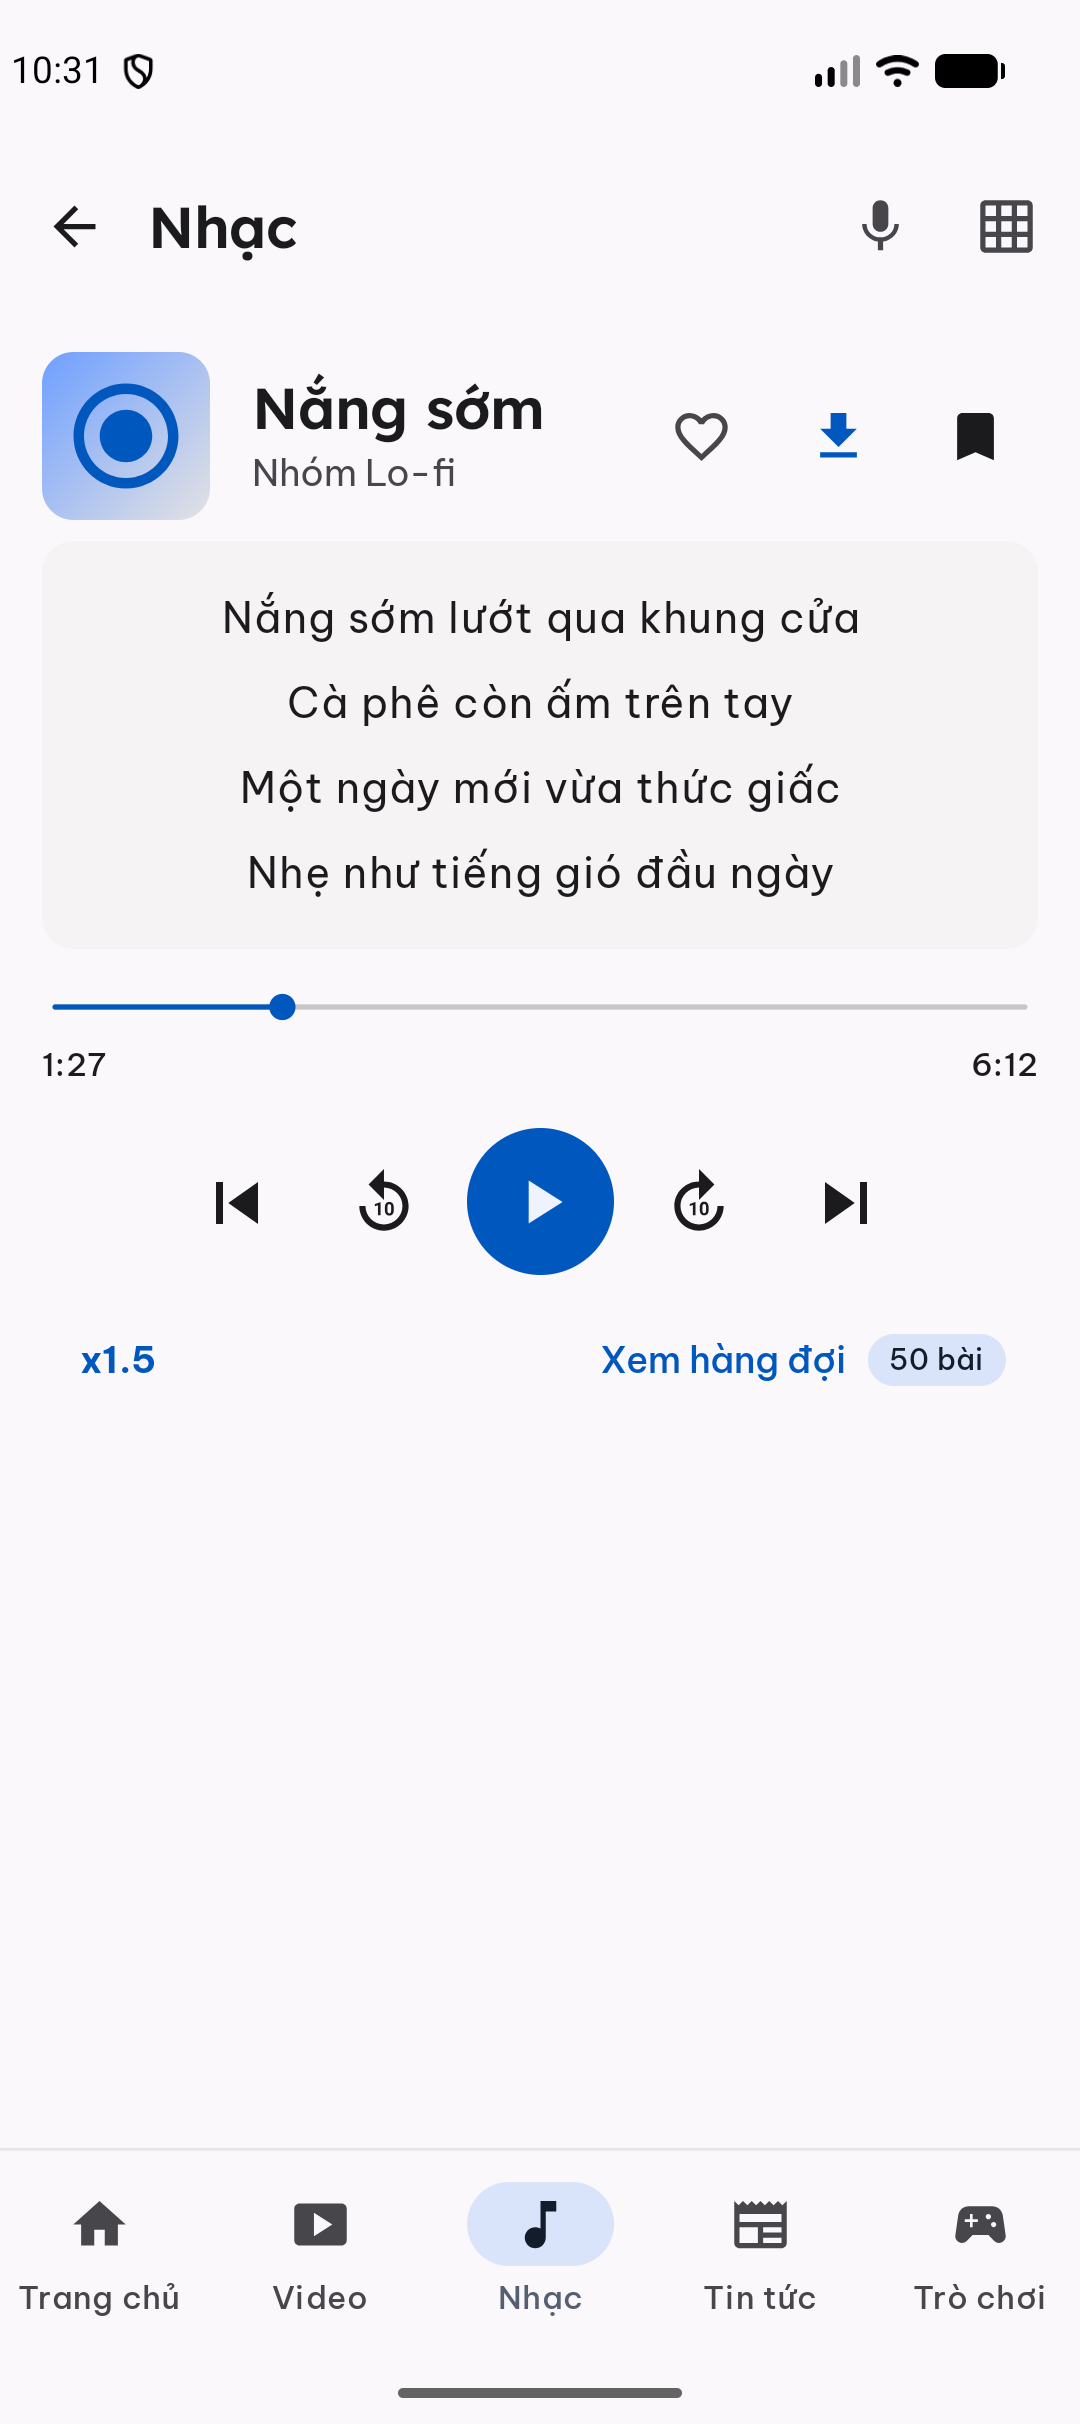 10:31
Nhạc
Nắng sớm
Nhóm Lo-fi
Nắng sớm lướt qua khung cửa
Cà phê còn ấm trên tay
Một ngày mới vừa thức giấc
Nhẹ như tiếng gió đầu ngày
1:27 6:12
10 10
x1.5 Xem hàng đợi 50 bài
Trang chủ Video Nhạc Tin tức Trò chơi